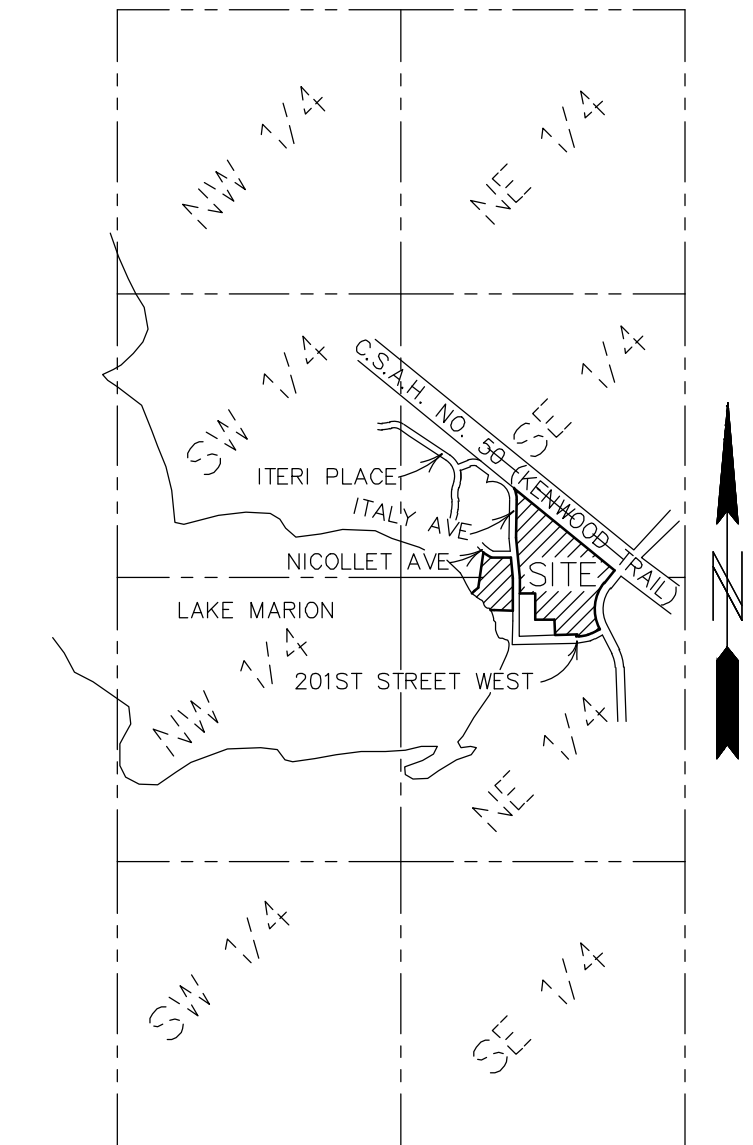 NW 1/4
NE 1/4
SW 1/4
SE 1/4
C.S.A.H. NO. 50 (KENWOOD TRAIL)
ITERI PLACE
ITALY AVE
NICOLLET AVE
SITE
LAKE MARION
NW 1/4
201ST STREET WEST
NE 1/4
SW 1/4
SE 1/4
N